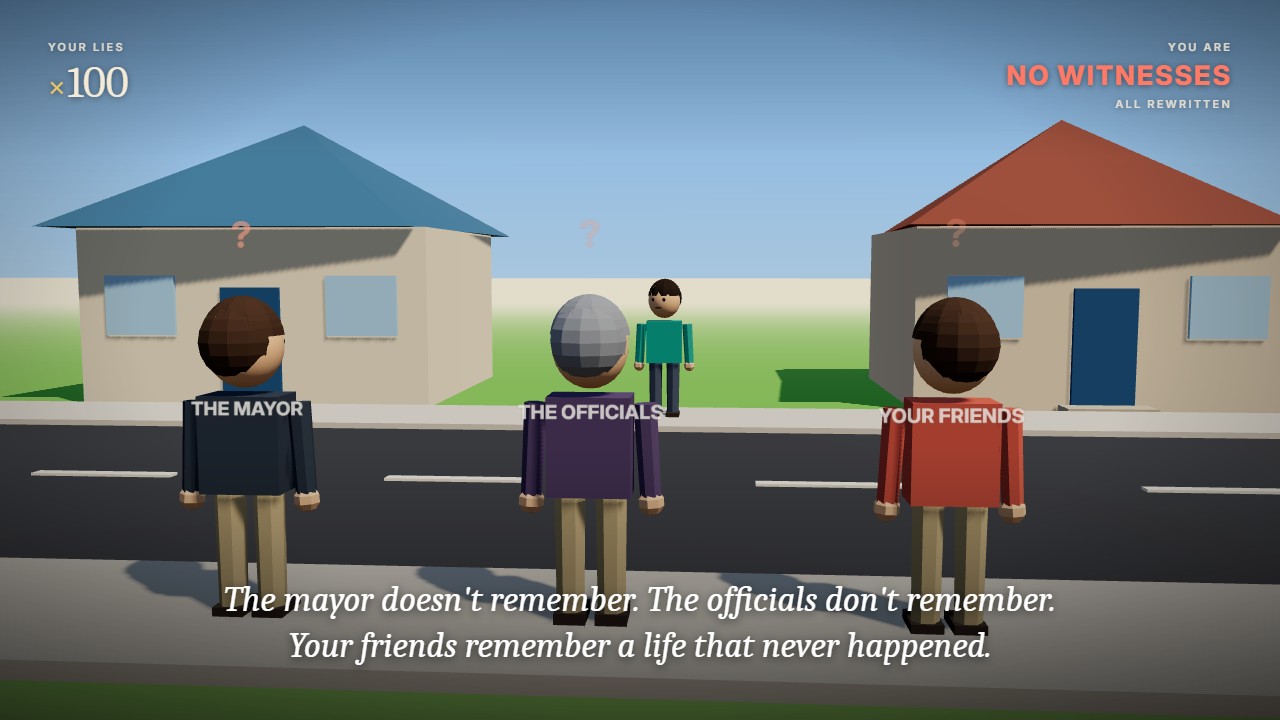 YOUR LIES
×100
YOU ARE
NO WITNESSES
ALL REWRITTEN
? ? ?
THE MAYOR
THE OFFICIALS
YOUR FRIENDS
The mayor doesn't remember. The officials don't remember.
Your friends remember a life that never happened.